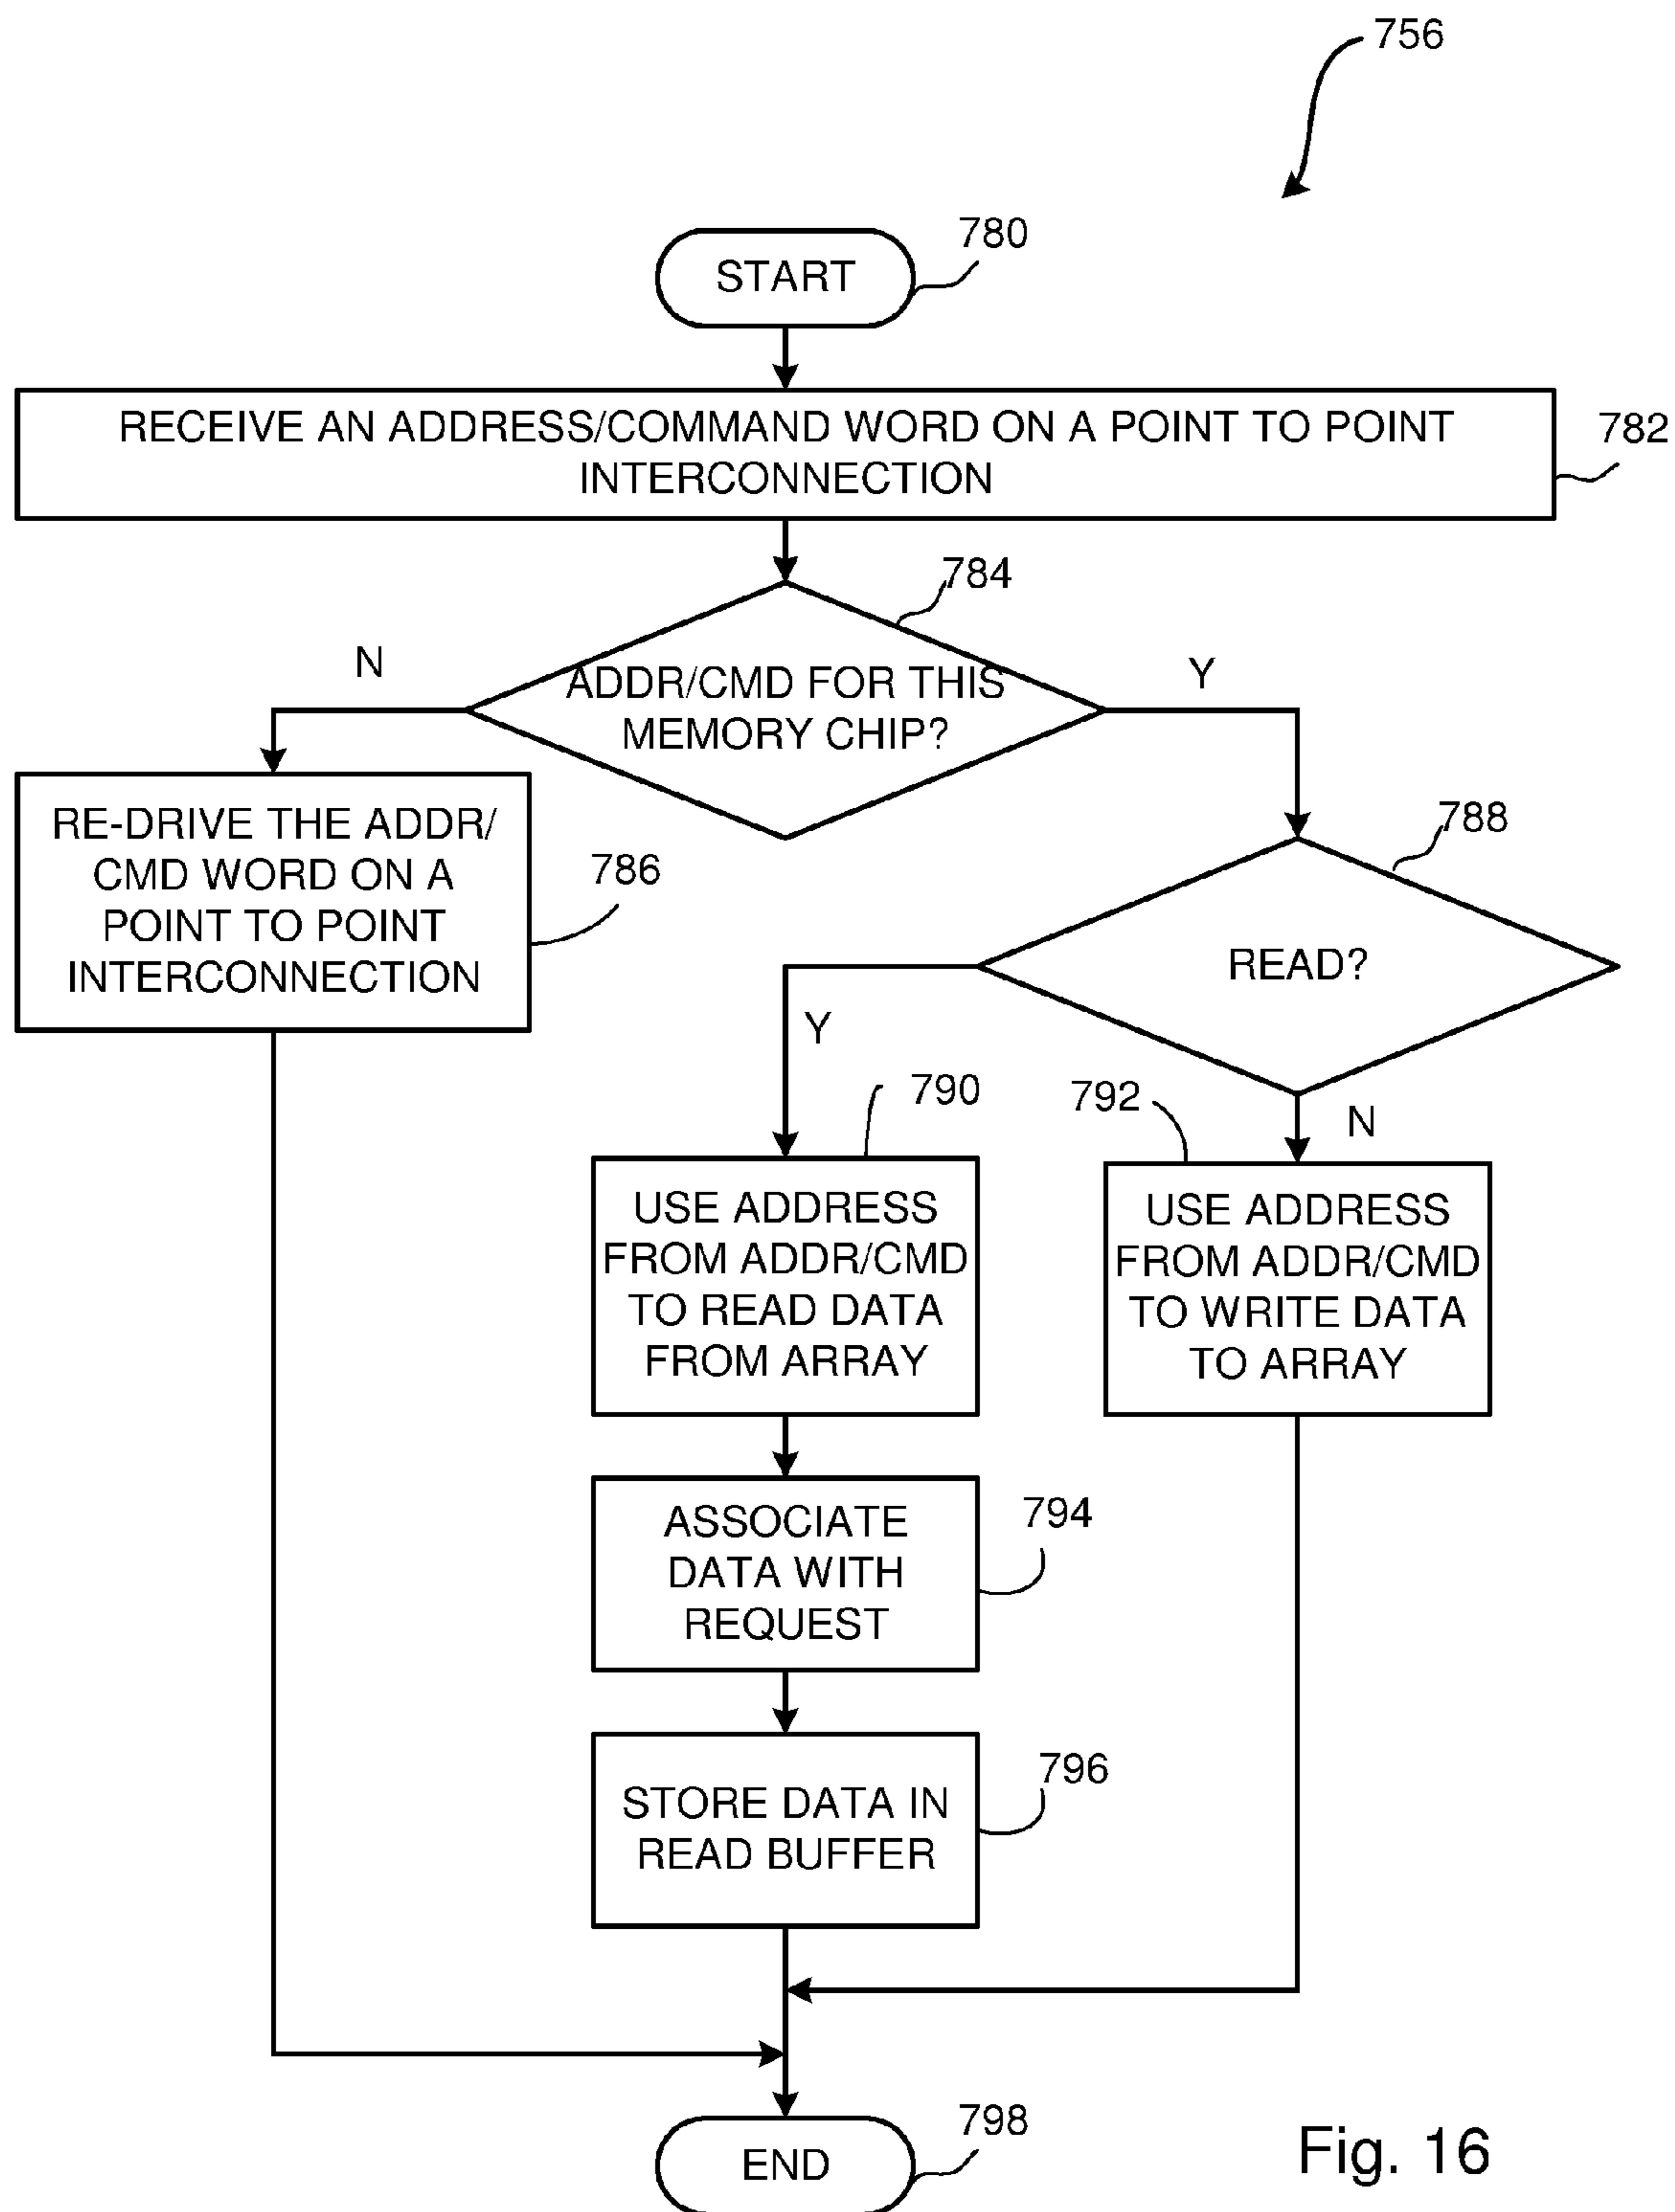 756
780
START
RECEIVE AN ADDRESS/COMMAND WORD ON A POINT TO POINT
INTERCONNECTION
782
784
N
ADDR/CMD FOR THIS
MEMORY CHIP?
Y
RE-DRIVE THE ADDR/
CMD WORD ON A
POINT TO POINT
INTERCONNECTION
786
788
READ?
Y
N
790
792
USE ADDRESS
FROM ADDR/CMD
TO READ DATA
FROM ARRAY
USE ADDRESS
FROM ADDR/CMD
TO WRITE DATA
TO ARRAY
ASSOCIATE
DATA WITH
REQUEST
794
STORE DATA IN
READ BUFFER
796
END
798
Fig. 16